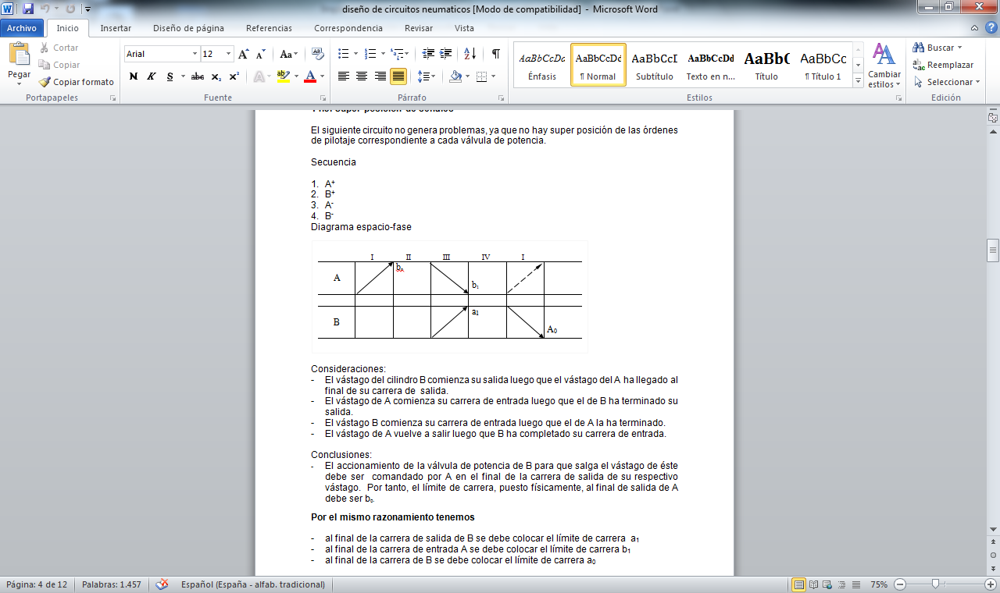 diseño de circuitos neumaticos [Modo de compatibilidad] - Microsoft Word
Archivo Inicio Insertar Diseño de página Referencias Correspondencia Revisar Vista
Pegar
Cortar
Copiar
Copiar formato
Portapapeles
Arial 12
N K S abc x₂ x²
Fuente
Párrafo
AaBbCcDc AaBbCcDc AaBbCcI AaBbCcDd AaBbC AaBbCc
Énfasis ¶ Normal Subtítulo Texto en n... Título ¶ Título 1
Cambiar estilos
Estilos
Buscar
Reemplazar
Seleccionar
Edición
El siguiente circuito no genera problemas, ya que no hay super posición de las órdenes
de pilotaje correspondiente a cada válvula de potencia.
Secuencia
1. A⁺
2. B⁺
3. A⁻
4. B⁻
Diagrama espacio-fase
I II III IV I
A
b₀
b₁
B
a₁
A₀
Consideraciones:
- El vástago del cilindro B comienza su salida luego que el vástago del A ha llegado al
final de su carrera de salida.
- El vástago de A comienza su carrera de entrada luego que el de B ha terminado su
salida.
- El vástago B comienza su carrera de entrada luego que el de A la ha terminado.
- El vástago de A vuelve a salir luego que B ha completado su carrera de entrada.
Conclusiones:
- El accionamiento de la válvula de potencia de B para que salga el vástago de éste
debe ser comandado por A en el final de la carrera de salida de su respectivo
vástago. Por tanto, el límite de carrera, puesto físicamente, al final de salida de A
debe ser b₀.
Por el mismo razonamiento tenemos
- al final de la carrera de salida de B se debe colocar el límite de carrera a₁
- al final de la carrera de entrada A se debe colocar el límite de carrera b₁
- al final de la carrera de B se debe colocar el límite de carrera a₀
Página: 4 de 12 Palabras: 1.457 Español (España - alfab. tradicional) 75%